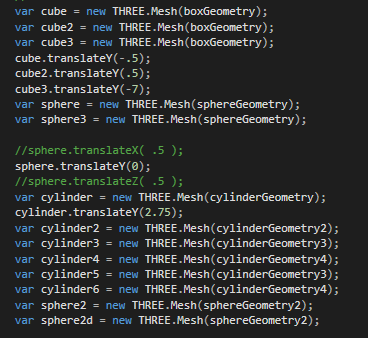 var cube = new THREE.Mesh(boxGeometry);
var cube2 = new THREE.Mesh(boxGeometry);
var cube3 = new THREE.Mesh(boxGeometry);
cube.translateY(-.5);
cube2.translateY(.5);
cube3.translateY(-7);
var sphere = new THREE.Mesh(sphereGeometry);
var sphere3 = new THREE.Mesh(sphereGeometry);
//sphere.translateX( .5 );
sphere.translateY(0);
//sphere.translateZ( .5 );
var cylinder = new THREE.Mesh(cylinderGeometry);
cylinder.translateY(2.75);
var cylinder2 = new THREE.Mesh(cylinderGeometry2);
var cylinder3 = new THREE.Mesh(cylinderGeometry3);
var cylinder4 = new THREE.Mesh(cylinderGeometry4);
var cylinder5 = new THREE.Mesh(cylinderGeometry3);
var cylinder6 = new THREE.Mesh(cylinderGeometry4);
var sphere2 = new THREE.Mesh(sphereGeometry2);
var sphere2d = new THREE.Mesh(sphereGeometry2);